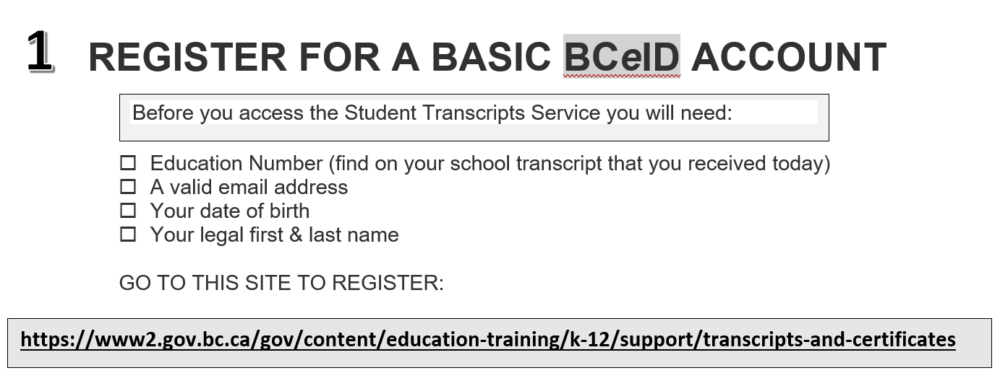 1 REGISTER FOR A BASIC BCeID ACCOUNT
Before you access the Student Transcripts Service you will need:
☐ Education Number (find on your school transcript that you received today)
☐ A valid email address
☐ Your date of birth
☐ Your legal first & last name
GO TO THIS SITE TO REGISTER:
https://www2.gov.bc.ca/gov/content/education-training/k-12/support/transcripts-and-certificates